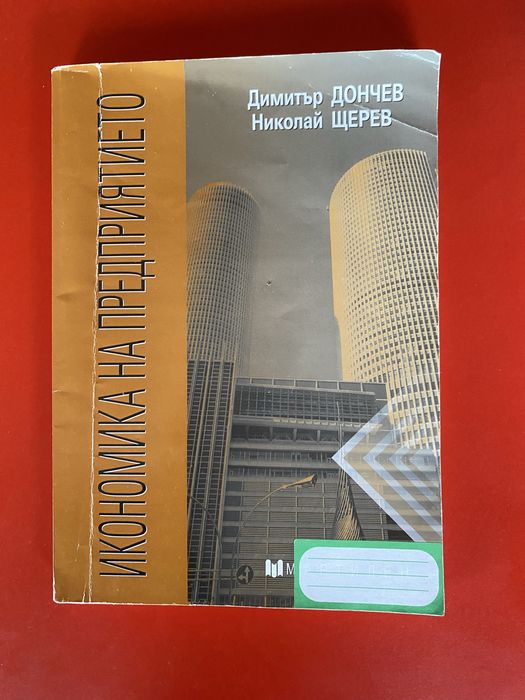 Димитър ДОНЧЕВ
Николай ЩЕРЕВ
ИКОНОМИКА НА ПРЕДПРИЯТИЕТО